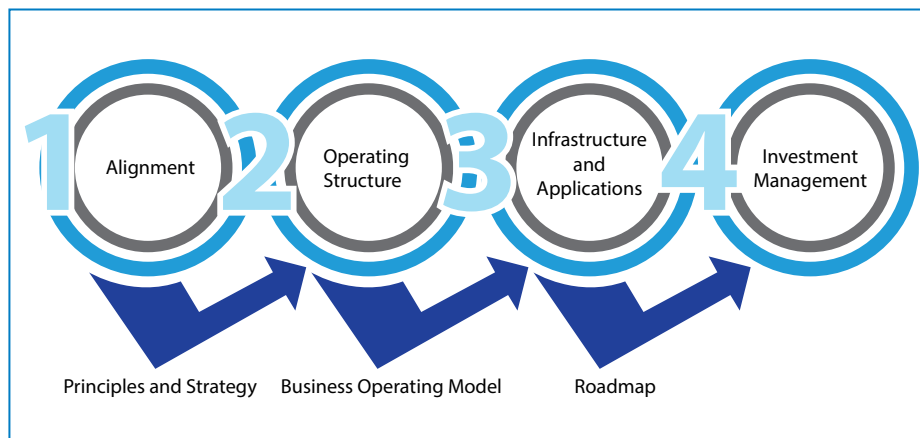 1
Alignment
2
Operating
Structure
3
Infrastructure
and
Applications
4
Investment
Management
Principles and Strategy
Business Operating Model
Roadmap